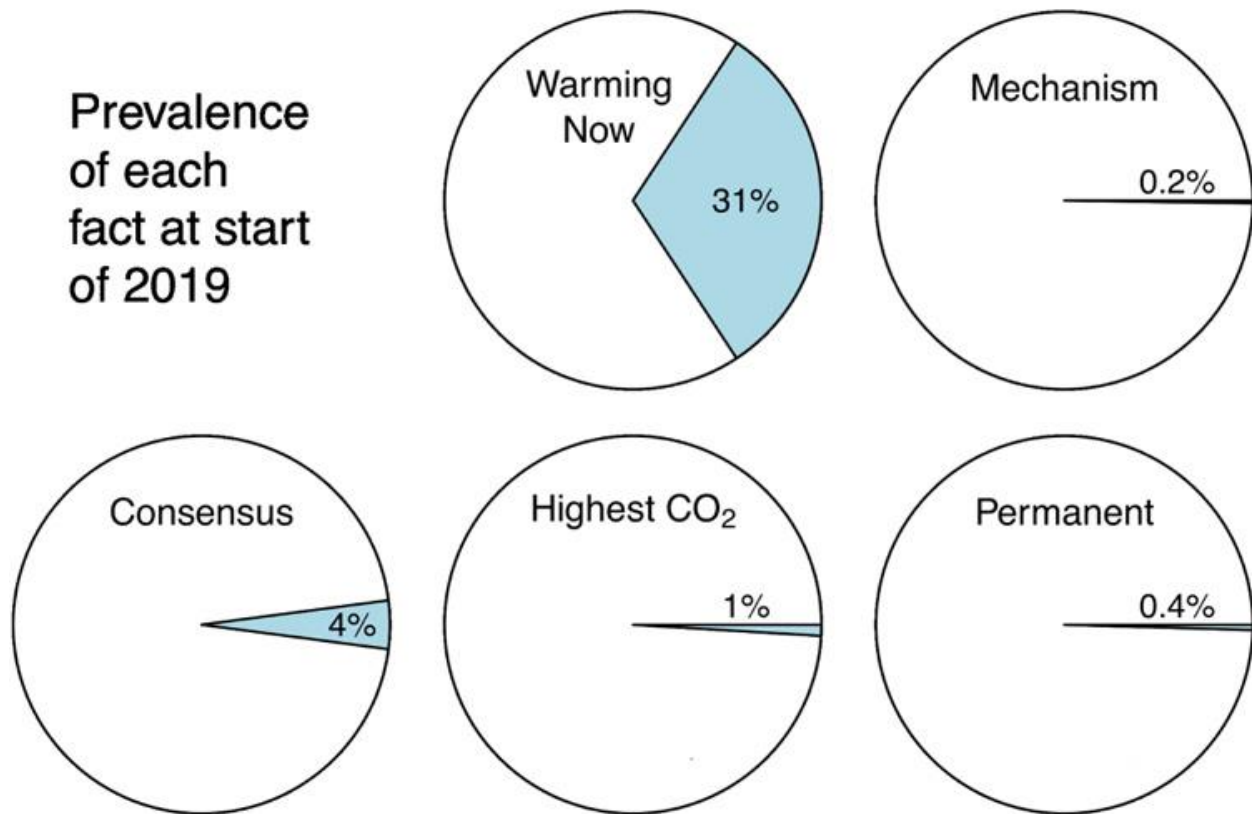 Prevalence
of each
fact at start
of 2019
Warming
Now
31%
Mechanism
0.2%
Consensus
4%
Highest CO₂
1%
Permanent
0.4%